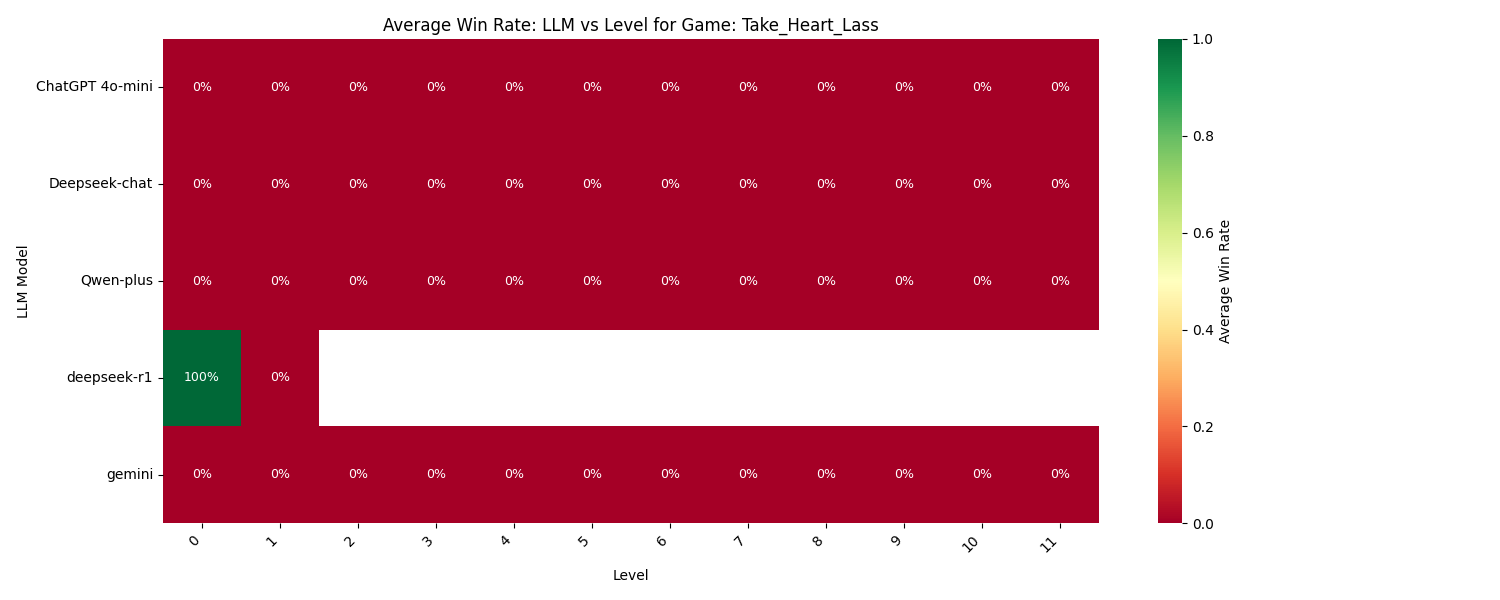 Average Win Rate: LLM vs Level for Game: Take_Heart_Lass
ChatGPT 4o-mini 0% 0% 0% 0% 0% 0% 0% 0% 0% 0% 0% 0%
Deepseek-chat 0% 0% 0% 0% 0% 0% 0% 0% 0% 0% 0% 0%
Qwen-plus 0% 0% 0% 0% 0% 0% 0% 0% 0% 0% 0% 0%
deepseek-r1 100% 0%
gemini 0% 0% 0% 0% 0% 0% 0% 0% 0% 0% 0% 0%
0 1 2 3 4 5 6 7 8 9 10 11
Level
LLM Model
1.0
0.8
0.6
0.4
0.2
0.0
Average Win Rate